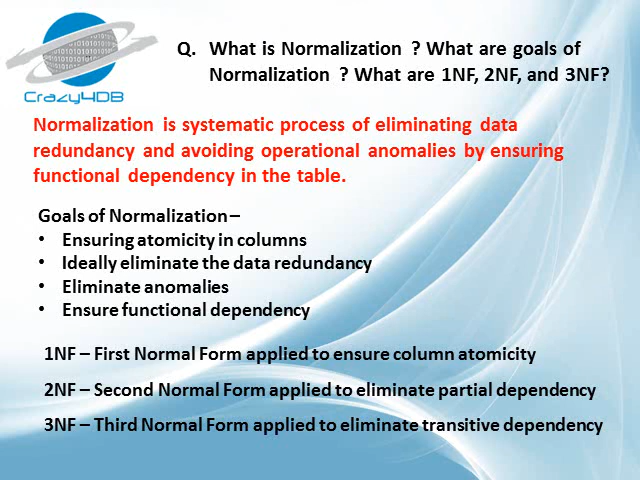 Crazy4DB
Q. What is Normalization ? What are goals of
Normalization ? What are 1NF, 2NF, and 3NF?
Normalization is systematic process of eliminating data
redundancy and avoiding operational anomalies by ensuring
functional dependency in the table.
Goals of Normalization –
• Ensuring atomicity in columns
• Ideally eliminate the data redundancy
• Eliminate anomalies
• Ensure functional dependency
1NF – First Normal Form applied to ensure column atomicity
2NF – Second Normal Form applied to eliminate partial dependency
3NF – Third Normal Form applied to eliminate transitive dependency